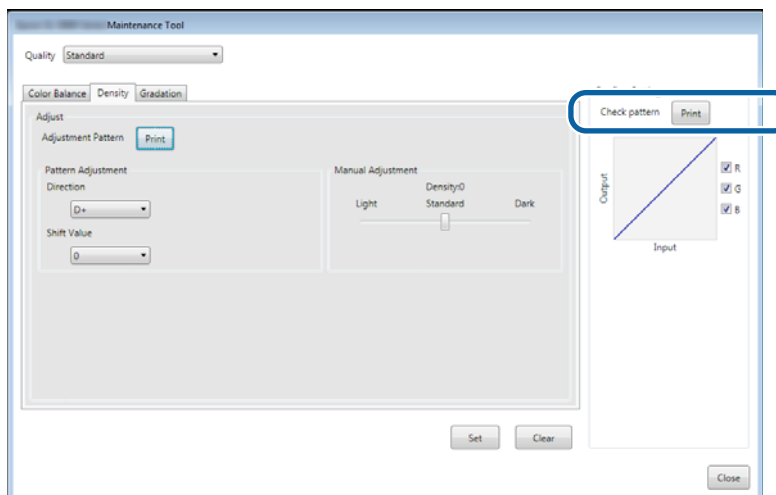 Maintenance Tool
Quality Standard
Color Balance Density Gradation
Adjust
Adjustment Pattern Print
Pattern Adjustment
Direction
D+
Shift Value
0
Manual Adjustment
Density:0
Light Standard Dark
Check pattern Print
Output
R
G
B
Input
Set Clear
Close